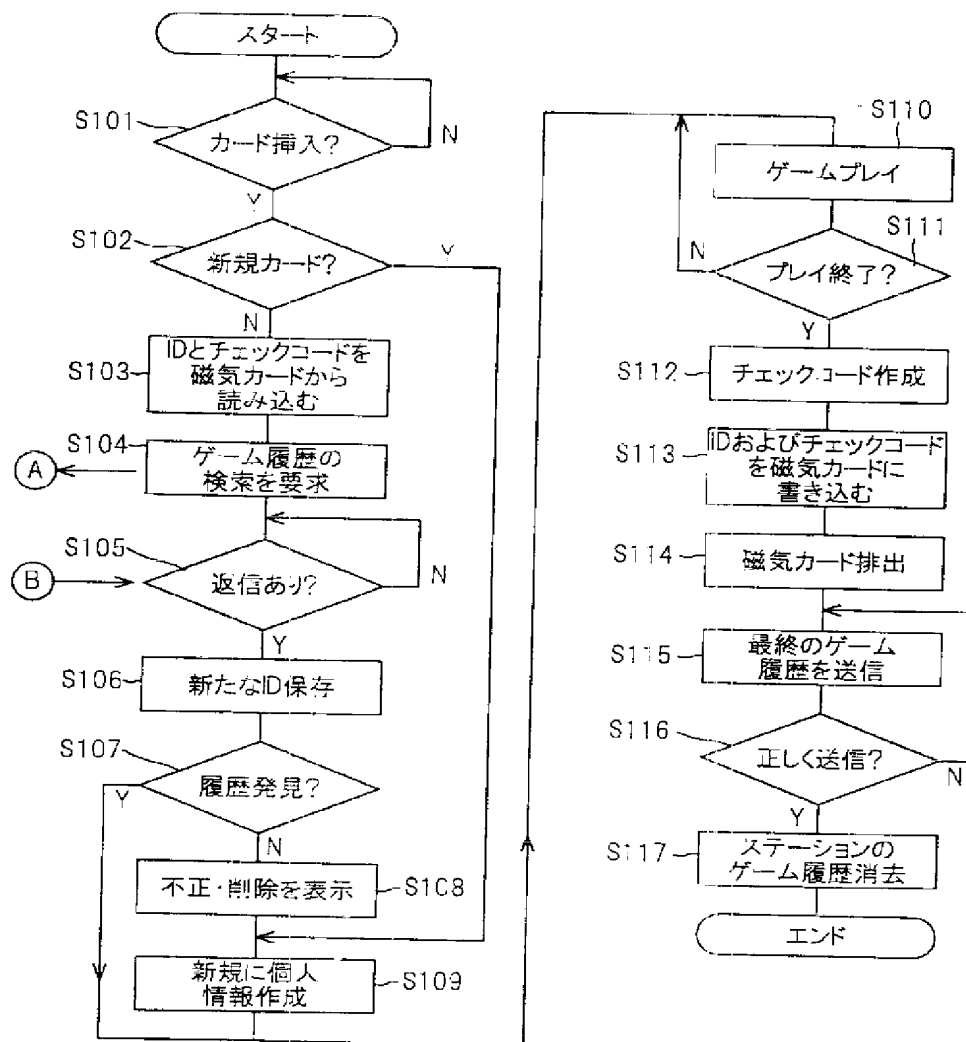 スタート
S101
カード挿入?
N
Y
S102
新規カード?
Y
N
S103
IDとチェックコードを
磁気カードから
読み込む
S104
ゲーム履歴の
検索を要求
A
S105
返信あり?
N
B
Y
S106
新たなID保存
S107
履歴発見?
Y
N
不正・削除を表示
S108
新規に個人
情報作成
S109
S110
ゲームプレイ
S111
N
プレイ終了?
Y
S112
チェックコード作成
S113
IDおよびチェックコード
を磁気カードに
書き込む
S114
磁気カード排出
S115
最終のゲーム
履歴を送信
S116
正しく送信?
N
Y
S117
ステーションの
ゲーム履歴消去
エンド